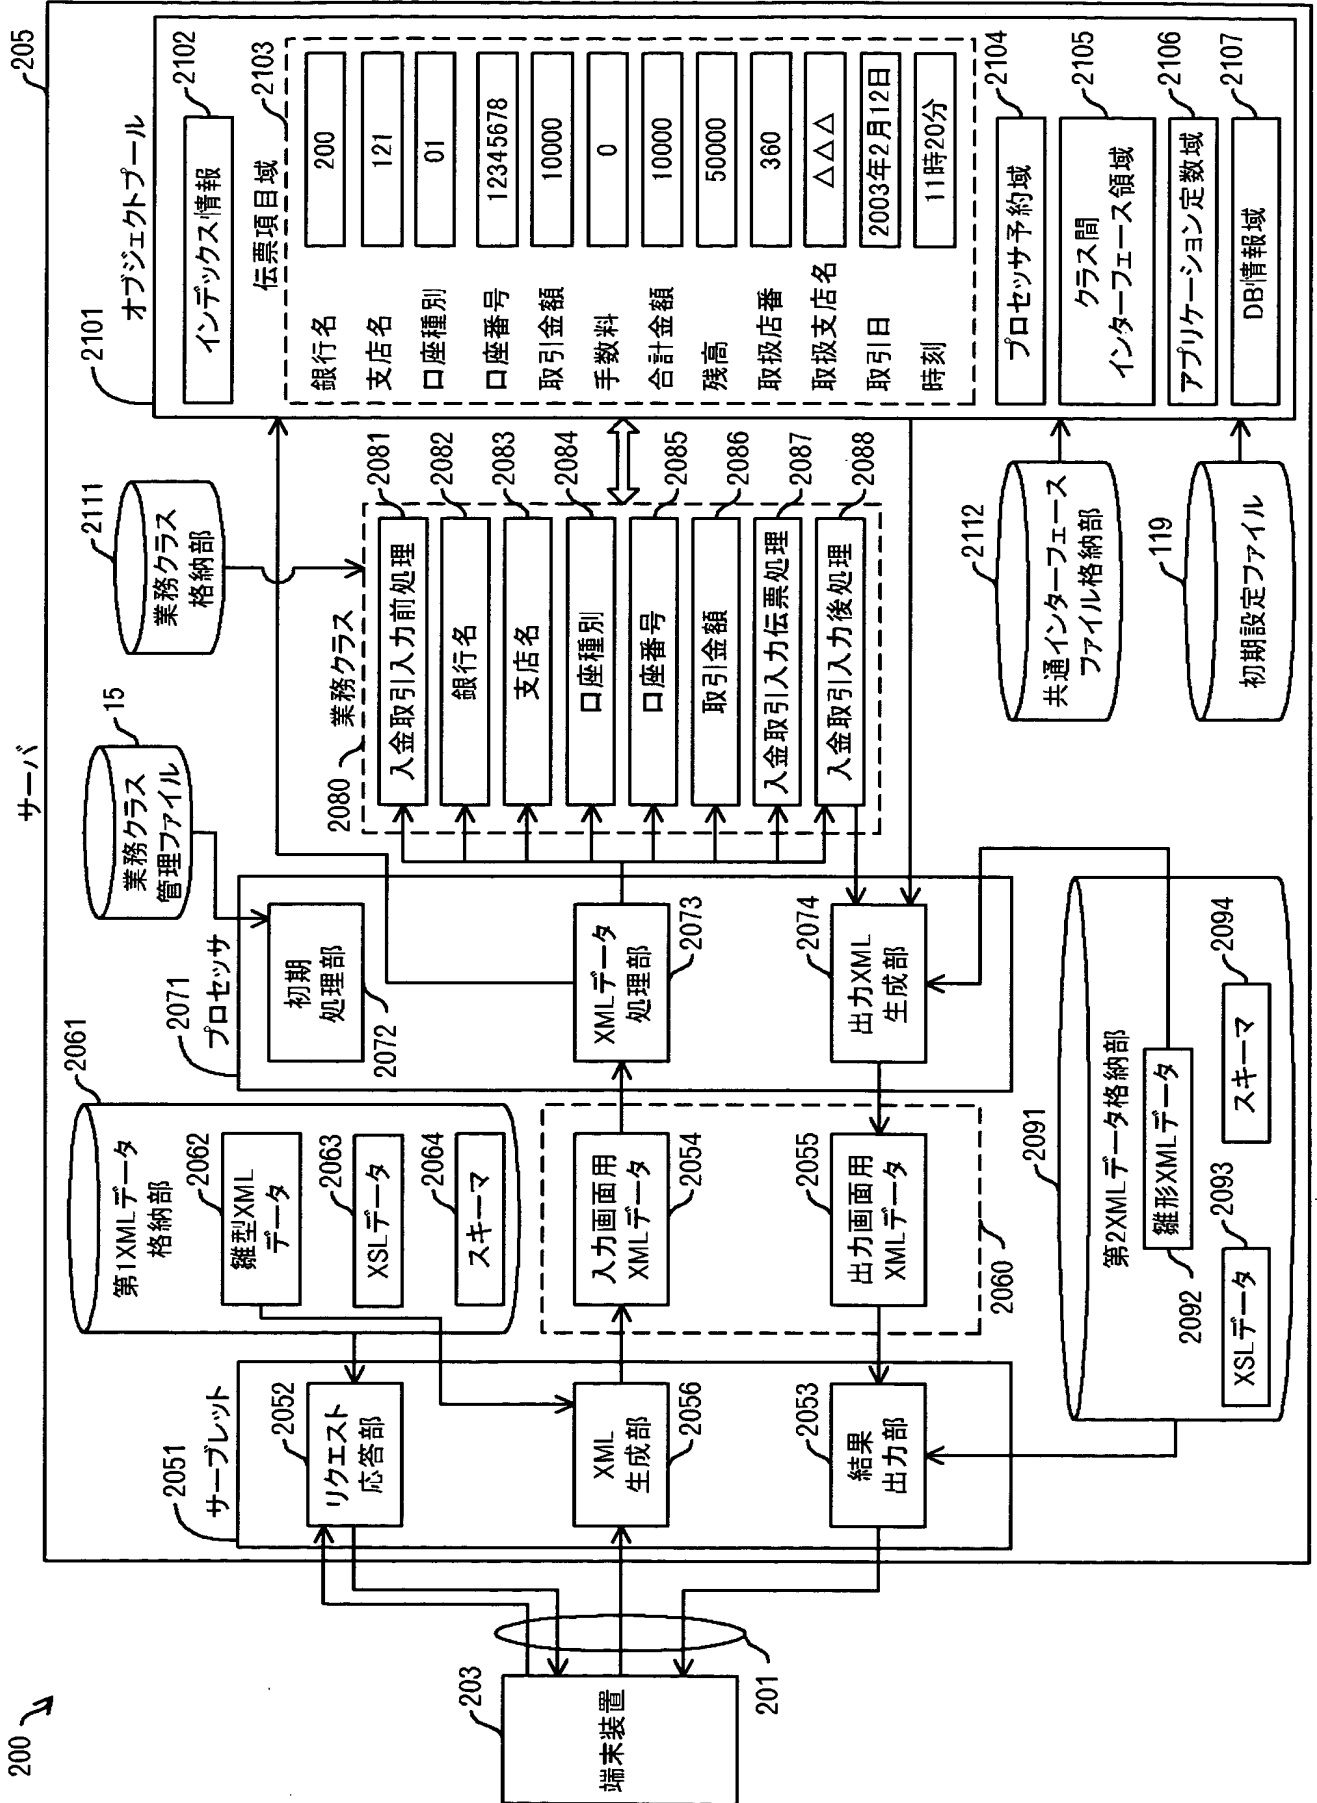 200
サーバ
205
端末装置
203
201
2051
サーブレット
リクエスト
応答部
2052
XML
生成部
2056
結果
出力部
2053
2061
第1XMLデータ
格納部
雛型XML
データ
2062
XSLデータ
2063
スキーマ
2064
入力画面用
XMLデータ
2054
出力画面用
XMLデータ
2055
2060
2071
プロセッサ
初期
処理部
2072
XMLデータ
処理部
2073
出力XML
生成部
2074
2091
第2XMLデータ格納部
雛形XMLデータ
2092
XSLデータ
2093
スキーマ
2094
業務クラス
管理ファイル
15
業務クラス
格納部
2111
2080
業務クラス
入金取引入力前処理
2081
銀行名
2082
支店名
2083
口座種別
2084
口座番号
2085
取引金額
2086
入金取引入力伝票処理
2087
入金取引入力後処理
2088
共通インターフェース
ファイル格納部
2112
初期設定ファイル
119
2101
オブジェクトプール
インデックス情報
2102
伝票項目域
2103
銀行名 200
支店名 121
口座種別 01
口座番号 12345678
取引金額 10000
手数料 0
合計金額 10000
残高 50000
取扱店番 360
取扱支店名 △△△
取引日 2003年2月12日
時刻 11時20分
プロセッサ予約域
2104
クラス間
インターフェース領域
2105
アプリケーション定数域
2106
DB情報域
2107